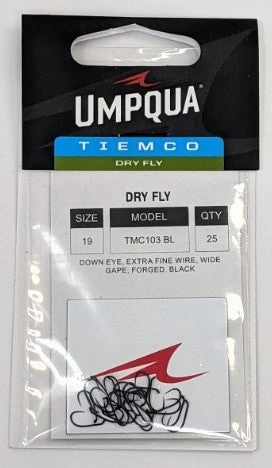 UMPQUA
TIEMCO
DRY FLY
DRY FLY
SIZE MODEL QTY
19 TMC103 BL 25
DOWN EYE, EXTRA FINE WIRE, WIDE
GAPE, FORGED, BLACK